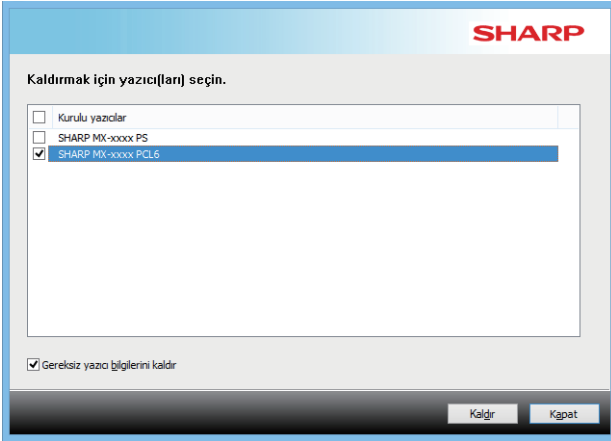 SHARP
Kaldırmak için yazıcı(ları) seçin.
Kurulu yazıcılar
SHARP MX-xxxx PS
SHARP MX-xxxx PCL6
Gereksiz yazıcı bilgilerini kaldır
Kaldır
Kapat